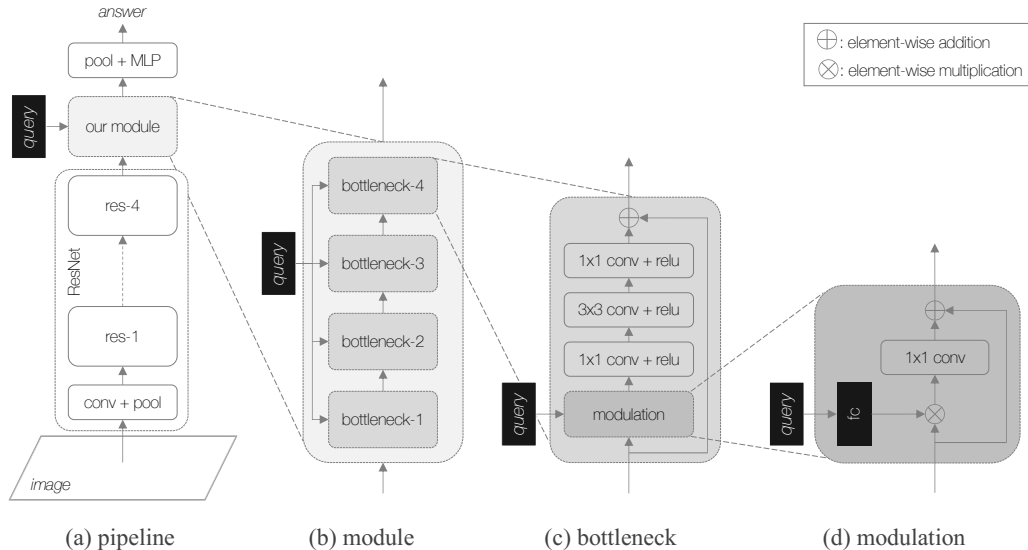 answer
pool + MLP
query
our module
res-4
ResNet
res-1
conv + pool
image
(a) pipeline
bottleneck-4
query
bottleneck-3
bottleneck-2
bottleneck-1
(b) module
1x1 conv + relu
3x3 conv + relu
1x1 conv + relu
query
modulation
(c) bottleneck
: element-wise addition
: element-wise multiplication
1x1 conv
query
fc
(d) modulation